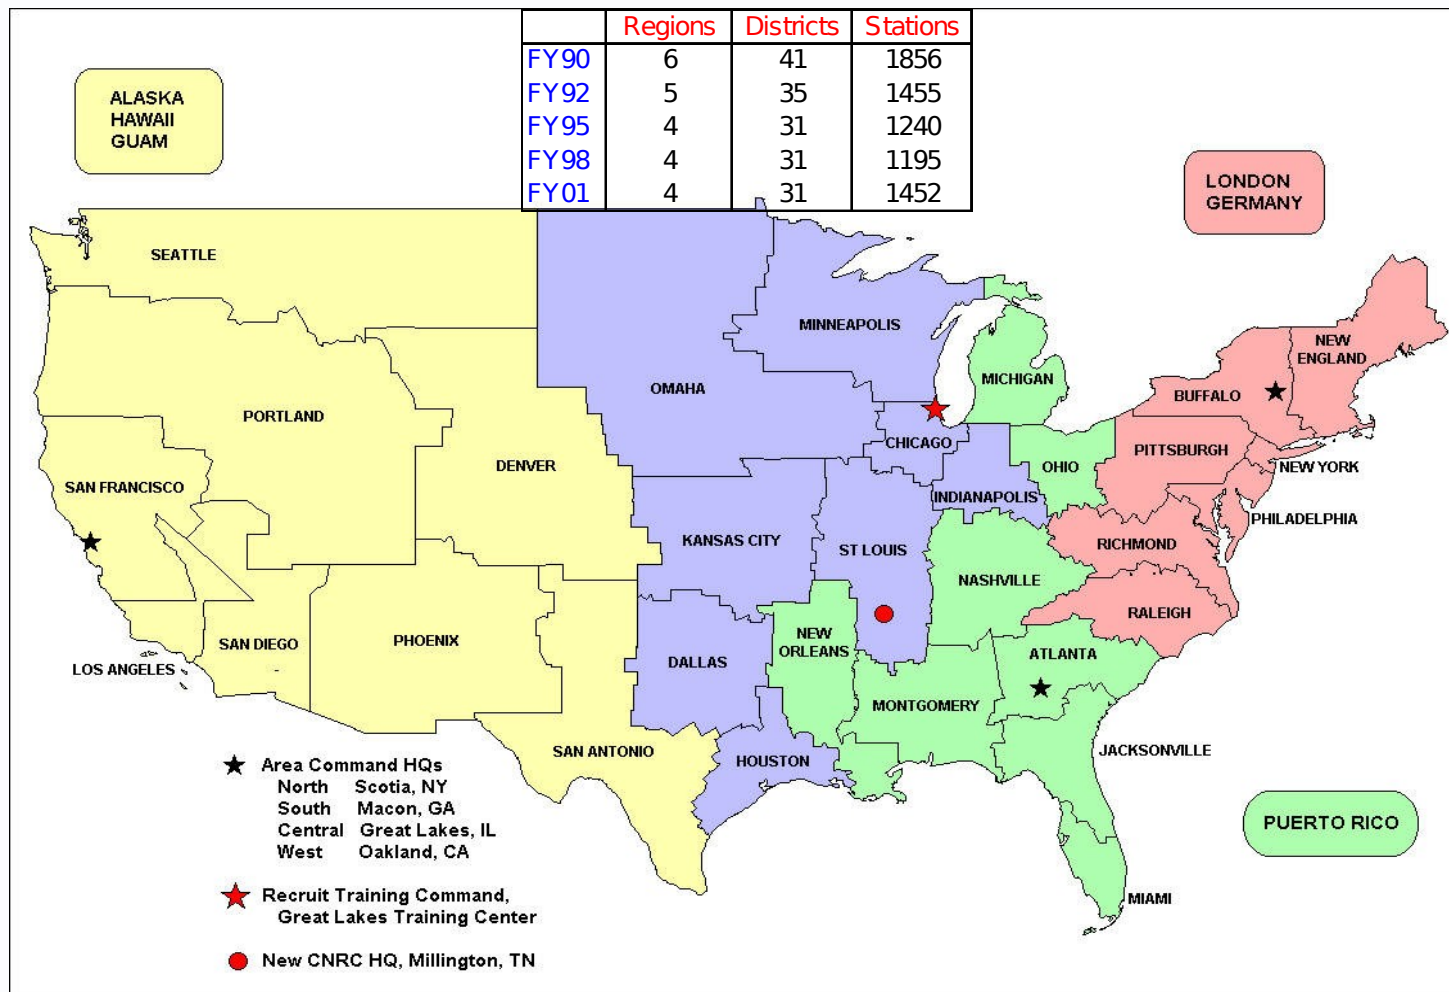 Regions Districts Stations
FY90 6 41 1856
FY92 5 35 1455
FY95 4 31 1240
FY98 4 31 1195
FY01 4 31 1452
ALASKA
HAWAII
GUAM
LONDON
GERMANY
SEATTLE
MINNEAPOLIS
NEW
ENGLAND
MICHIGAN
OMAHA
BUFFALO
PORTLAND
CHICAGO
PITTSBURGH
DENVER
OHIO
NEW YORK
SAN FRANCISCO
INDIANAPOLIS
PHILADELPHIA
KANSAS CITY
ST LOUIS
RICHMOND
NASHVILLE
RALEIGH
SAN DIEGO
PHOENIX
NEW
ORLEANS
ATLANTA
LOS ANGELES
DALLAS
MONTGOMERY
SAN ANTONIO
HOUSTON
JACKSONVILLE
PUERTO RICO
MIAMI
Area Command HQs
North Scotia, NY
South Macon, GA
Central Great Lakes, IL
West Oakland, CA
Recruit Training Command,
Great Lakes Training Center
New CNRC HQ, Millington, TN